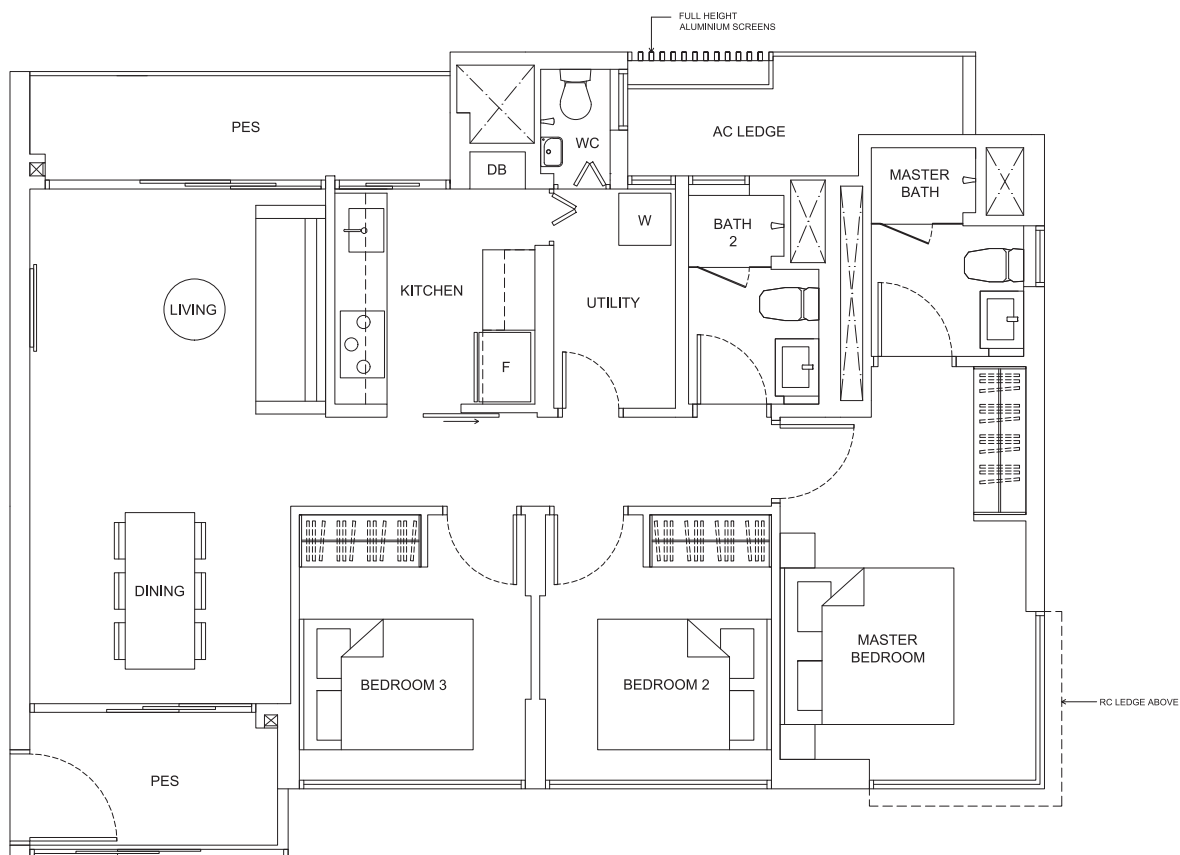 FULL HEIGHT
ALUMINIUM SCREENS
PES
DB
WC
AC LEDGE
MASTER
BATH
W
BATH
2
LIVING
KITCHEN
UTILITY
F
DINING
BEDROOM 3
BEDROOM 2
MASTER
BEDROOM
RC LEDGE ABOVE
PES